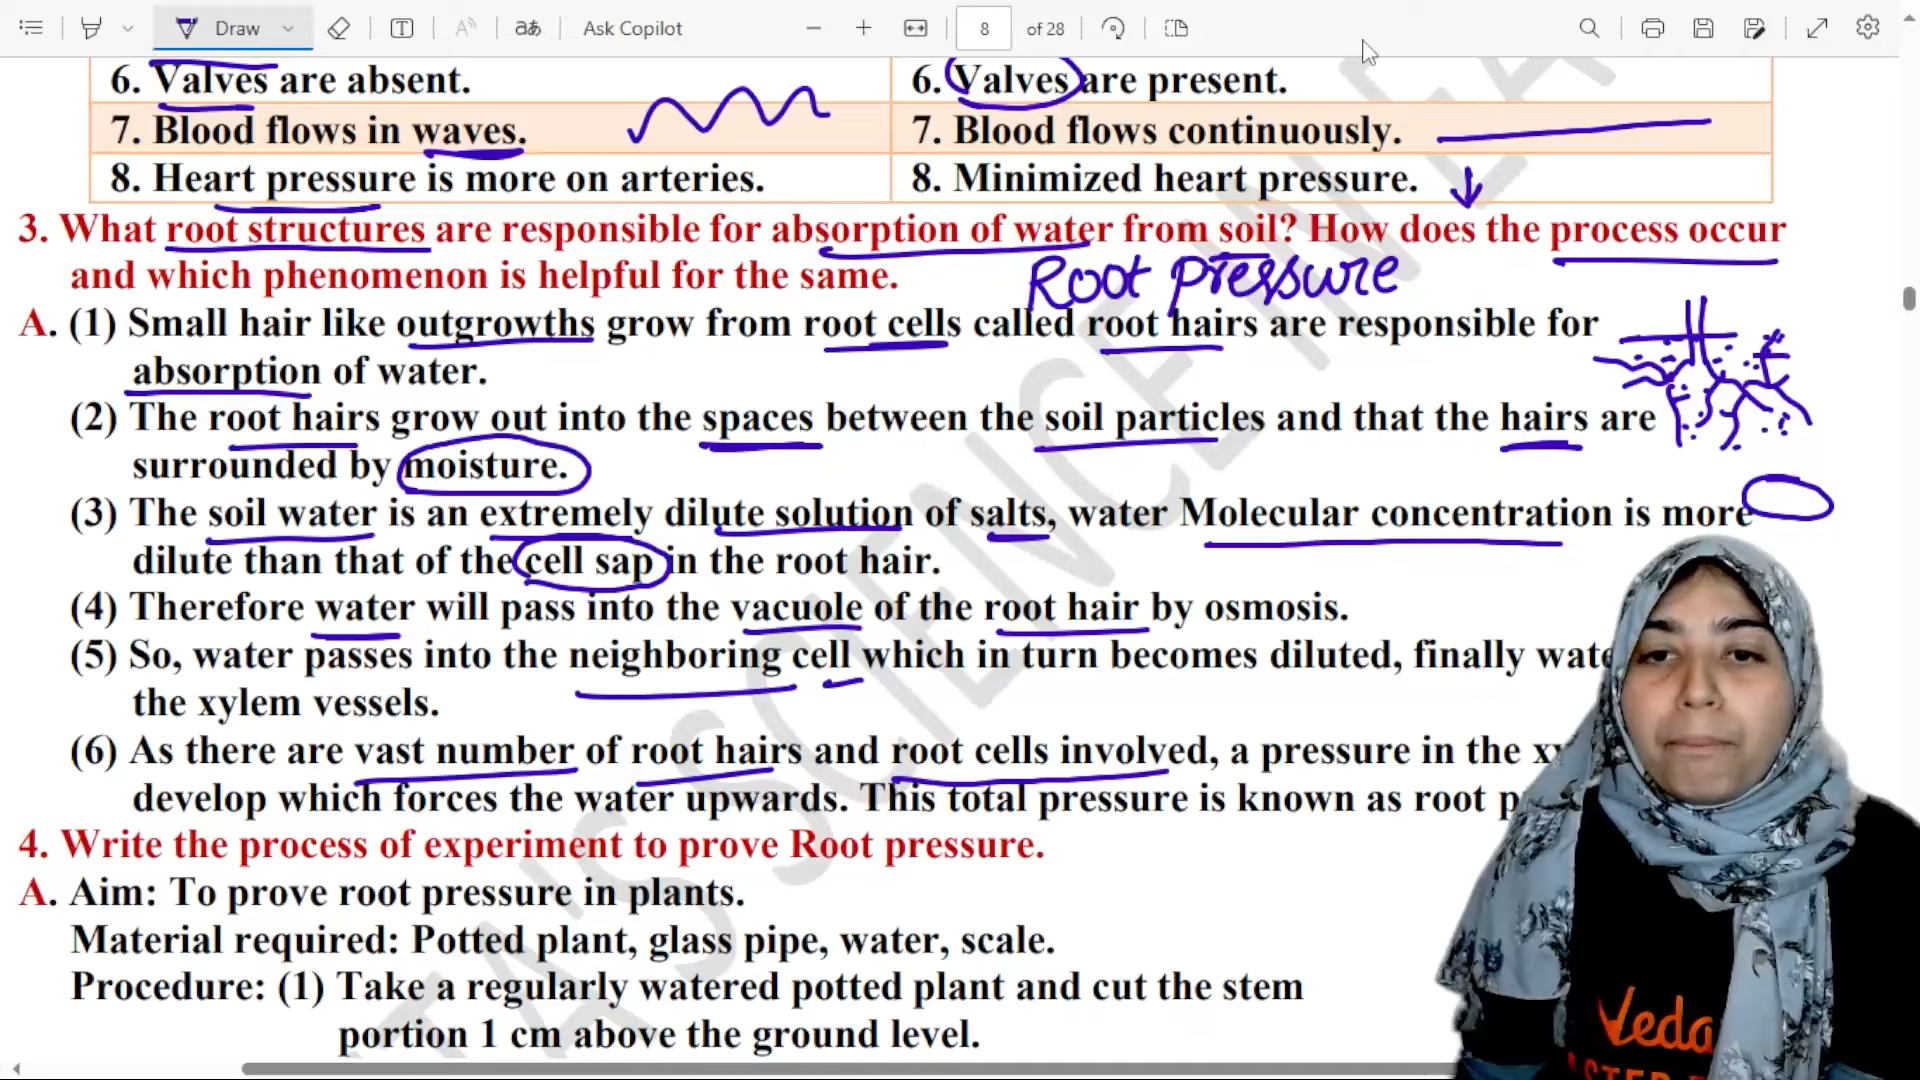 Draw
Ask Copilot
8 of 28
6. Valves are absent.
6. Valves are present.
7. Blood flows in waves.
7. Blood flows continuously.
8. Heart pressure is more on arteries.
8. Minimized heart pressure.
3. What root structures are responsible for absorption of water from soil? How does the process occur
and which phenomenon is helpful for the same.
Root pressure
A. (1) Small hair like outgrowths grow from root cells called root hairs are responsible for
absorption of water.
(2) The root hairs grow out into the spaces between the soil particles and that the hairs are
surrounded by moisture.
(3) The soil water is an extremely dilute solution of salts, water Molecular concentration is more
dilute than that of the cell sap in the root hair.
(4) Therefore water will pass into the vacuole of the root hair by osmosis.
(5) So, water passes into the neighboring cell which in turn becomes diluted, finally
the xylem vessels.
(6) As there are vast number of root hairs and root cells involved, a pressure in the
develop which forces the water upwards. This total pressure is known as root
4. Write the process of experiment to prove Root pressure.
A. Aim: To prove root pressure in plants.
Material required: Potted plant, glass pipe, water, scale.
Procedure: (1) Take a regularly watered potted plant and cut the stem
portion 1 cm above the ground level.
Veda